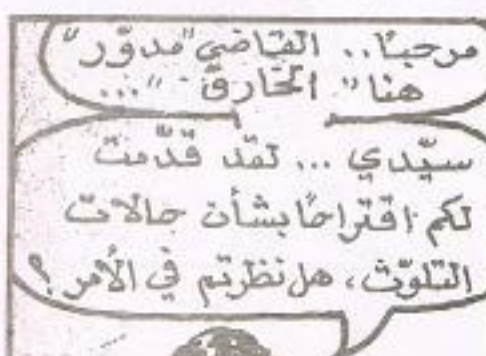 مرحبًا.. القاضي "مدوّر"
هنا "الخارق" ...
سيّدي ... لقد قدّمت
لكم اقتراحًا بشأن حالات
التلوّث، هل نظرتم في الأمر؟